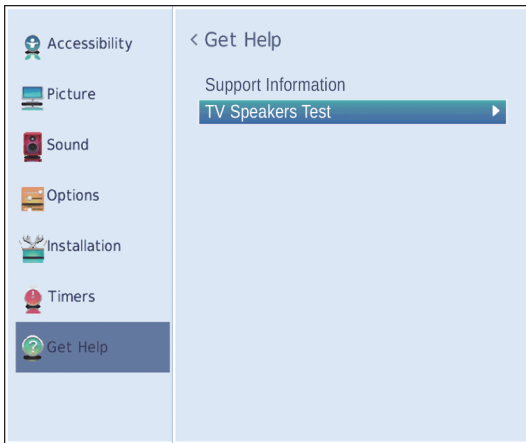 Accessibility
Picture
Sound
Options
Installation
Timers
Get Help
< Get Help
Support Information
TV Speakers Test